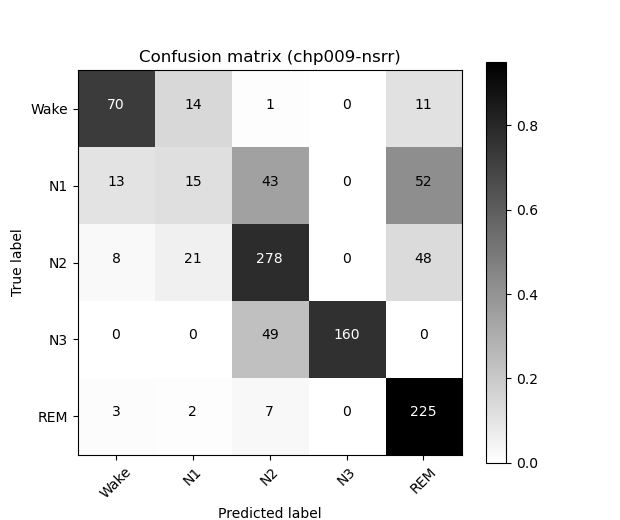 Confusion matrix (chp009-nsrr)
True label
Wake 70 14 1 0 11
N1 13 15 43 0 52
N2 8 21 278 0 48
N3 0 0 49 160 0
REM 3 2 7 0 225
Wake N1 N2 N3 REM
Predicted label
0.8
0.6
0.4
0.2
0.0